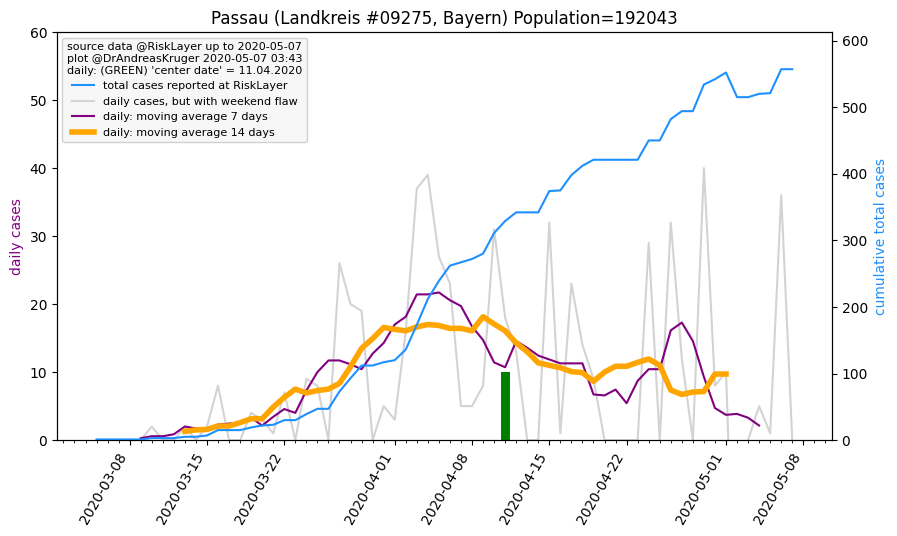 Passau (Landkreis #09275, Bayern) Population=192043
source data @RiskLayer up to 2020-05-07
plot @DrAndreasKruger 2020-05-07 03:43
daily: (GREEN) 'center date' = 11.04.2020
total cases reported at RiskLayer
daily cases, but with weekend flaw
daily: moving average 7 days
daily: moving average 14 days
daily cases
60
50
40
30
20
10
0
cumulative total cases
600
500
400
300
200
100
0
2020-03-08
2020-03-15
2020-03-22
2020-04-01
2020-04-08
2020-04-15
2020-04-22
2020-05-01
2020-05-08